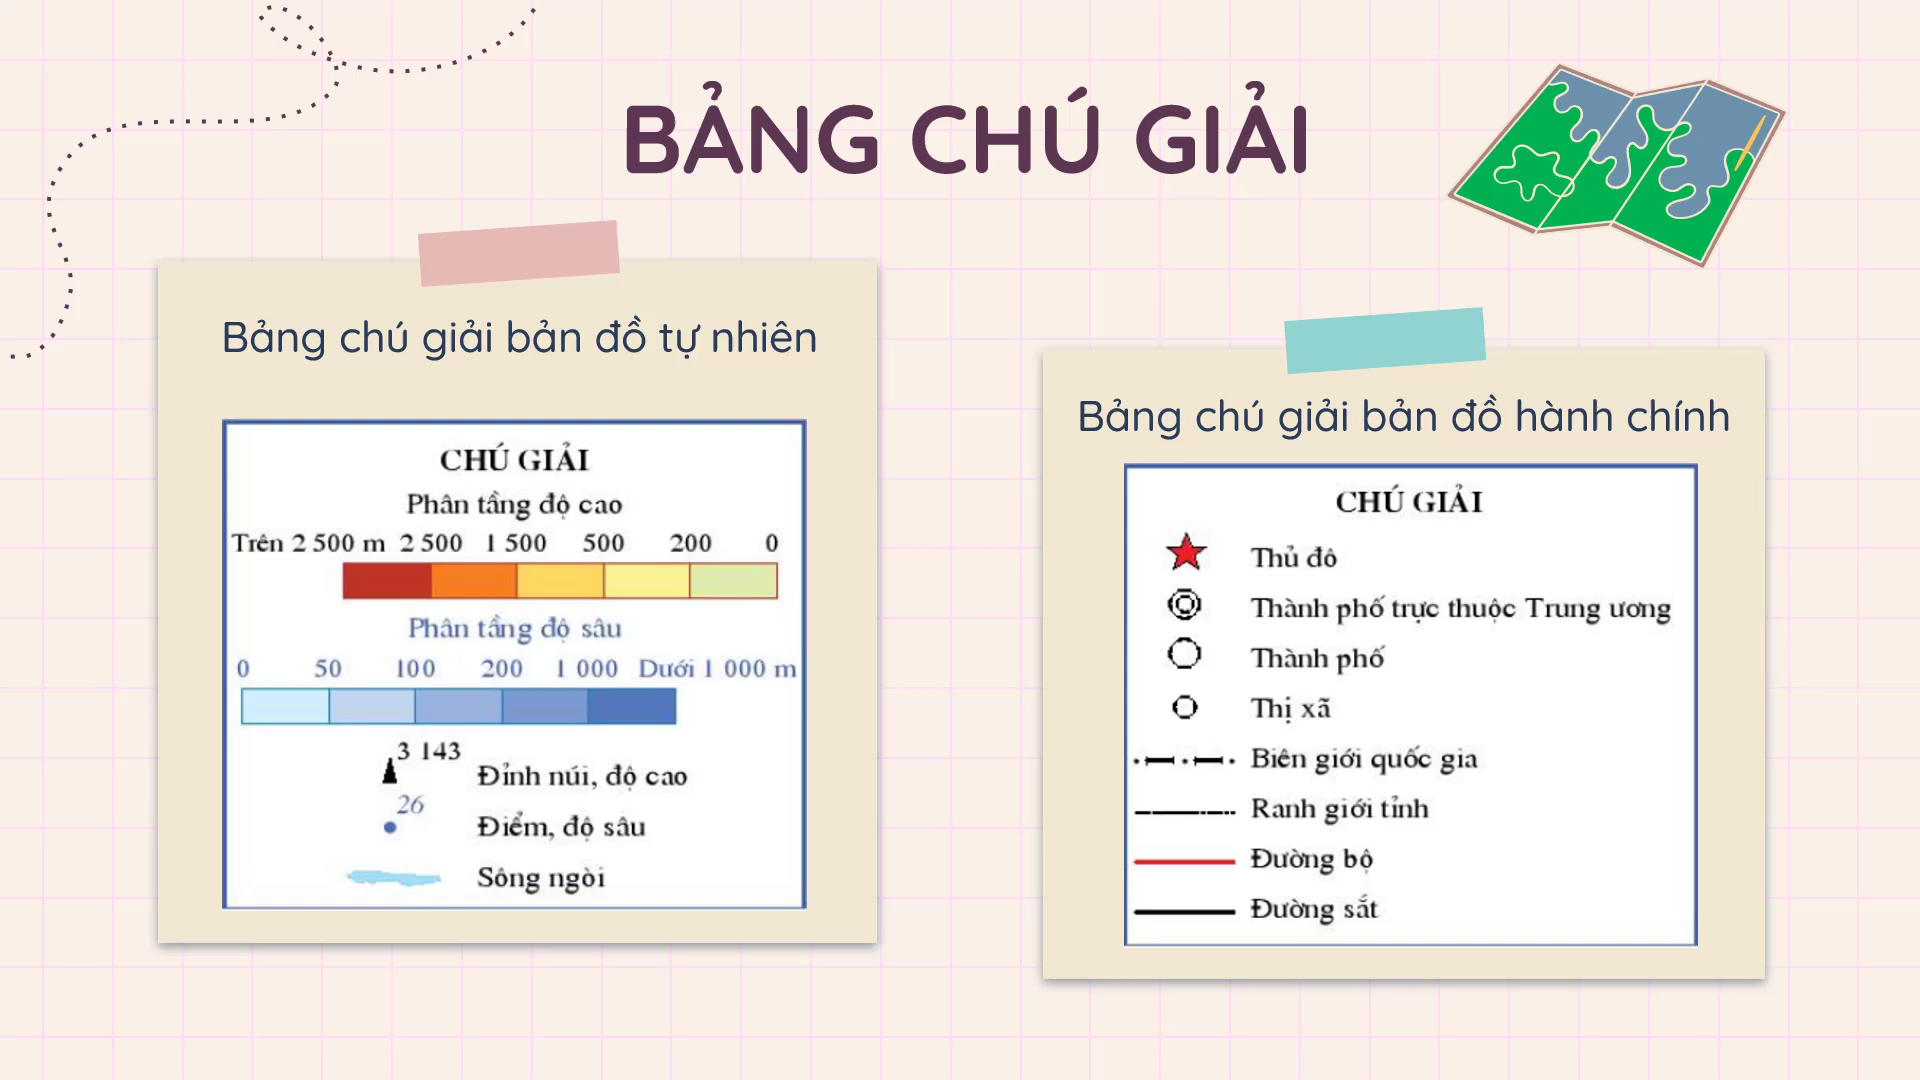 BẢNG CHÚ GIẢI
Bảng chú giải bản đồ tự nhiên
CHÚ GIẢI
Phân tầng độ cao
Trên 2 500 m 2 500 1 500 500 200 0
Phân tầng độ sâu
0 50 100 200 1 000 Dưới 1 000 m
3 143
Đỉnh núi, độ cao
26
Điểm, độ sâu
Sông ngòi
Bảng chú giải bản đồ hành chính
CHÚ GIẢI
Thủ đô
Thành phố trực thuộc Trung ương
Thành phố
Thị xã
Biên giới quốc gia
Ranh giới tỉnh
Đường bộ
Đường sắt